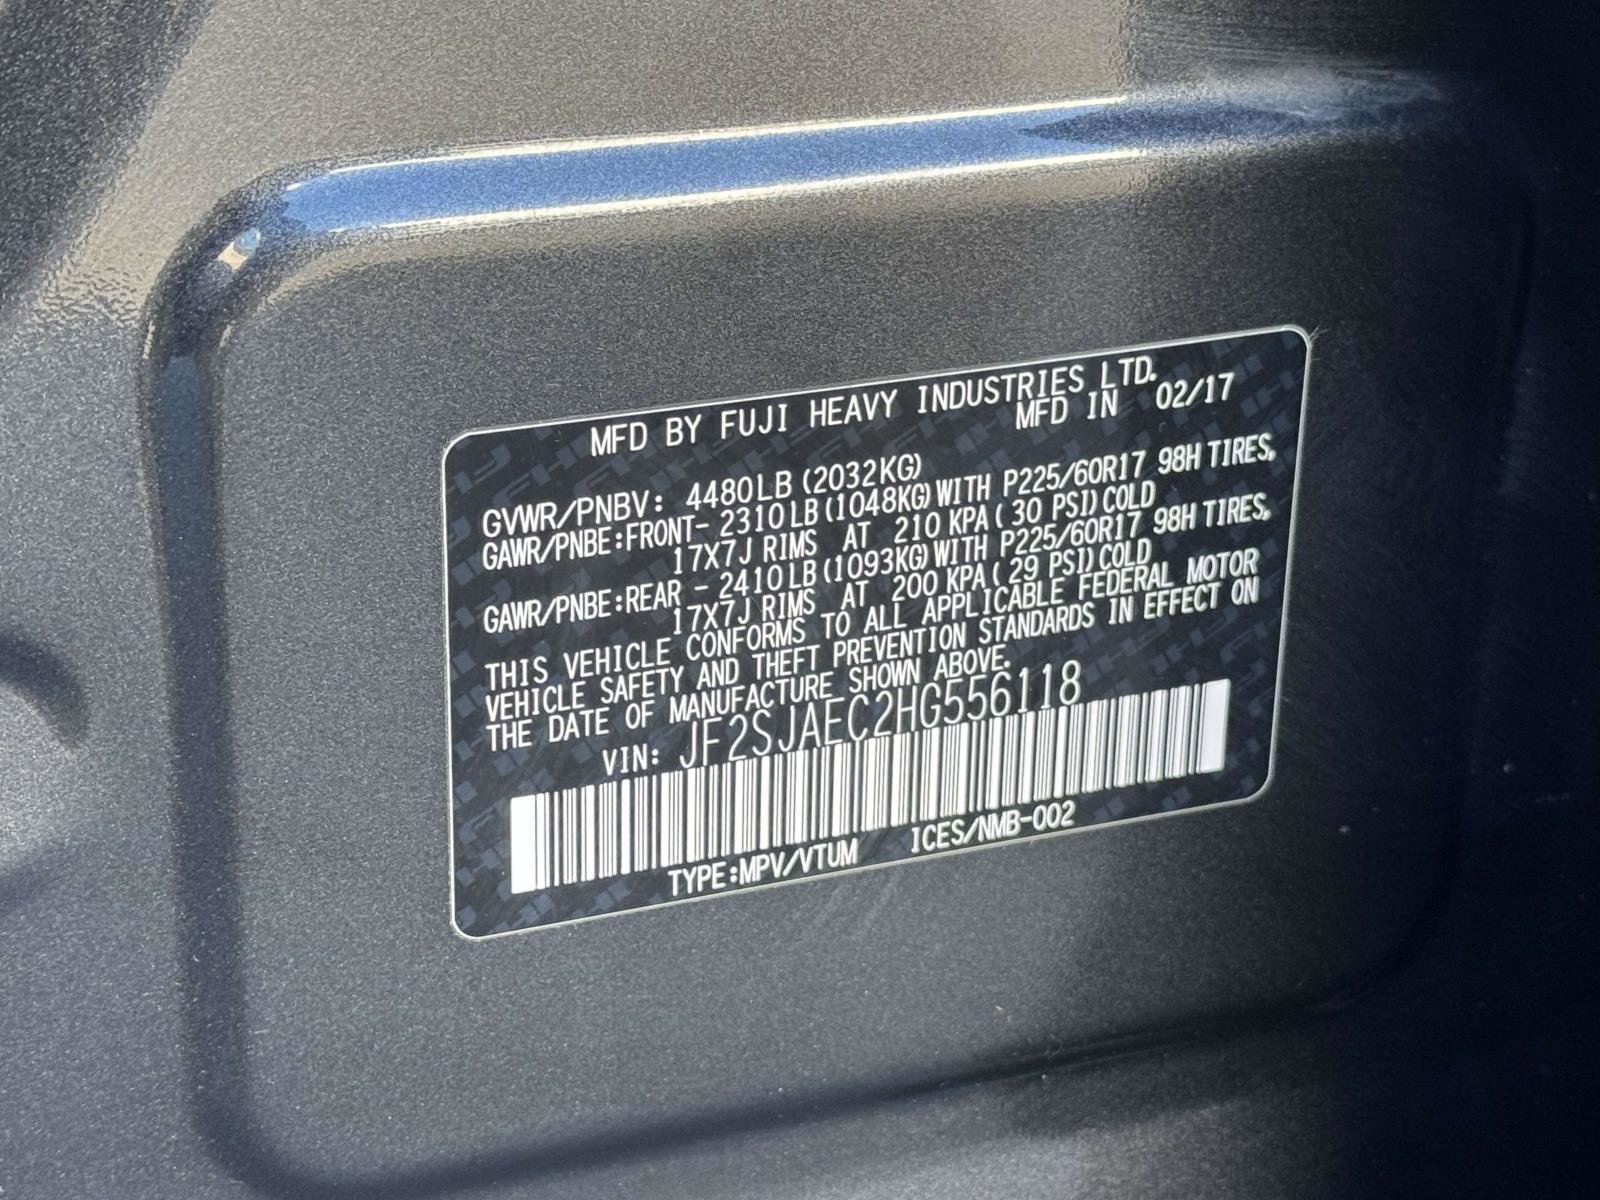 MFD BY FUJI HEAVY INDUSTRIES LTD.
MFD IN 02/17
GVWR/PNBV: 4480LB (2032KG)
GAWR/PNBE:FRONT- 2310LB (1048KG) WITH P225/60R17 98H TIRES,
17X7J RIMS AT 210 KPA ( 30 PSI) COLD
GAWR/PNBE:REAR - 2410LB (1093KG) WITH P225/60R17 98H TIRES,
17X7J RIMS AT 200 KPA ( 29 PSI) COLD
THIS VEHICLE CONFORMS TO ALL APPLICABLE FEDERAL MOTOR
VEHICLE SAFETY AND THEFT PREVENTION STANDARDS IN EFFECT ON
THE DATE OF MANUFACTURE SHOWN ABOVE.
VIN: JF2SJAEC2HG556118
TYPE:MPV/VTUM ICES/NMB-002